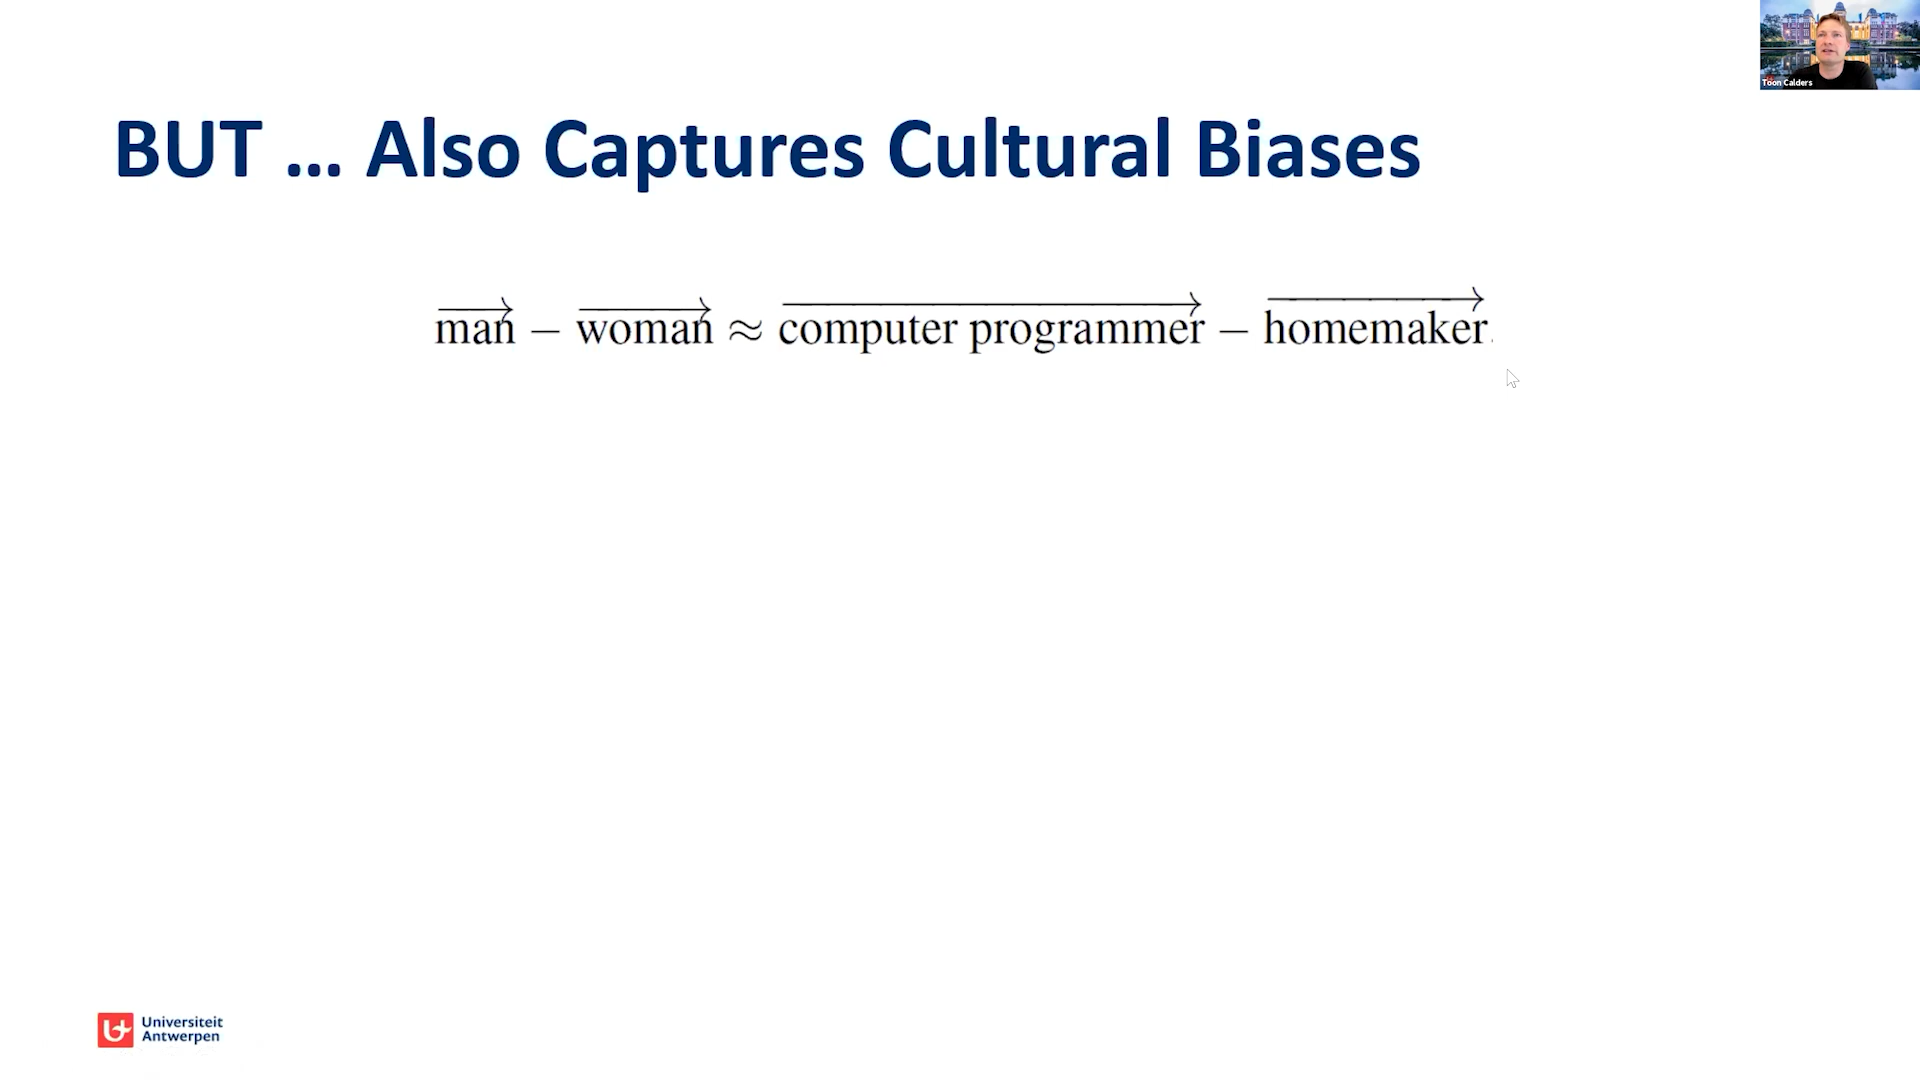 Toon Calders
BUT ... Also Captures Cultural Biases
man − woman ≈ computer programmer − homemaker.
Universiteit
Antwerpen